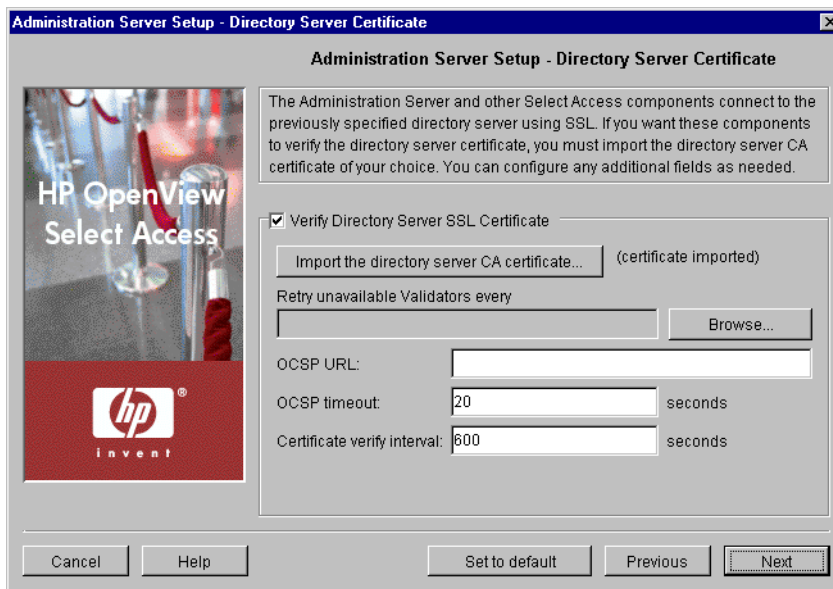 Administration Server Setup - Directory Server Certificate
Administration Server Setup - Directory Server Certificate
HP OpenView
Select Access
hp
®
invent
The Administration Server and other Select Access components connect to the
previously specified directory server using SSL. If you want these components
to verify the directory server certificate, you must import the directory server CA
certificate of your choice. You can configure any additional fields as needed.
Verify Directory Server SSL Certificate
Import the directory server CA certificate... (certificate imported)
Retry unavailable Validators every
Browse...
OCSP URL:
OCSP timeout: 20 seconds
Certificate verify interval: 600 seconds
Cancel Help Set to default Previous Next